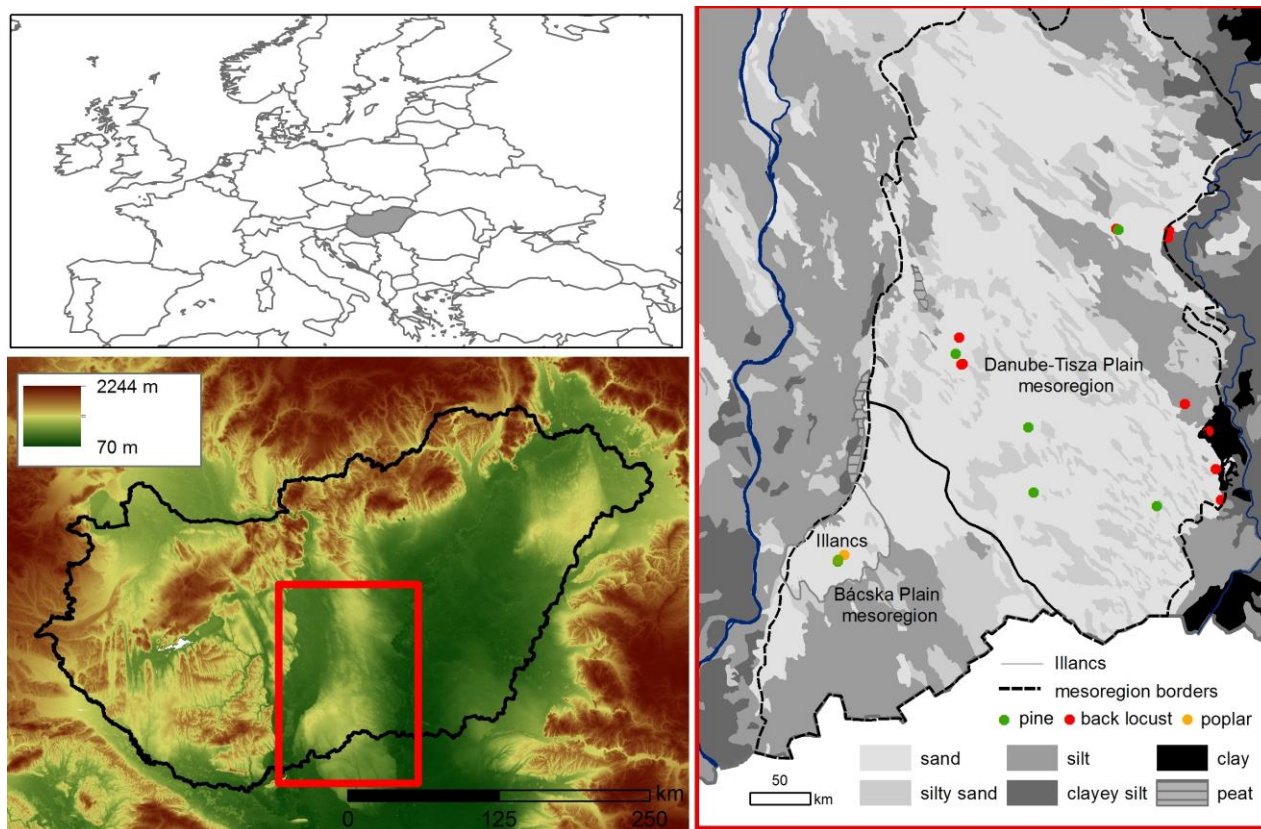 2244 m
70 m
km
0 125 250
Danube-Tisza Plain
mesoregion
Illancs
Bácska Plain
mesoregion
Illancs
mesoregion borders
pine back locust poplar
sand silt clay
silty sand clayey silt peat
50
km